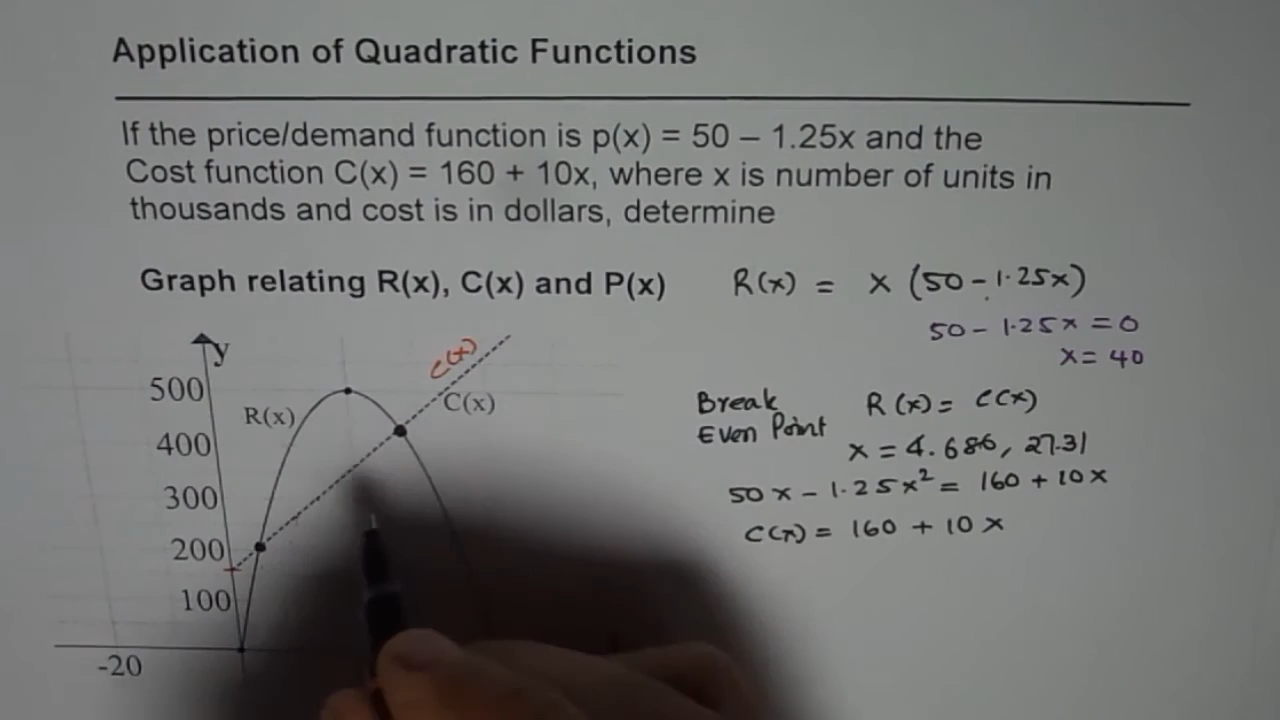 Application of Quadratic Functions
If the price/demand function is p(x) = 50 – 1.25x and the
Cost function C(x) = 160 + 10x, where x is number of units in
thousands and cost is in dollars, determine
Graph relating R(x), C(x) and P(x)
R(x) = x (50 - 1.25x)
50 - 1.25x = 0
x = 40
Break
Even Point
R(x) = C(x)
x = 4.686, 27.31
50x - 1.25x² = 160 + 10x
C(x) = 160 + 10x
y
C(x)
500
R(x)
C(x)
400
300
200
100
-20